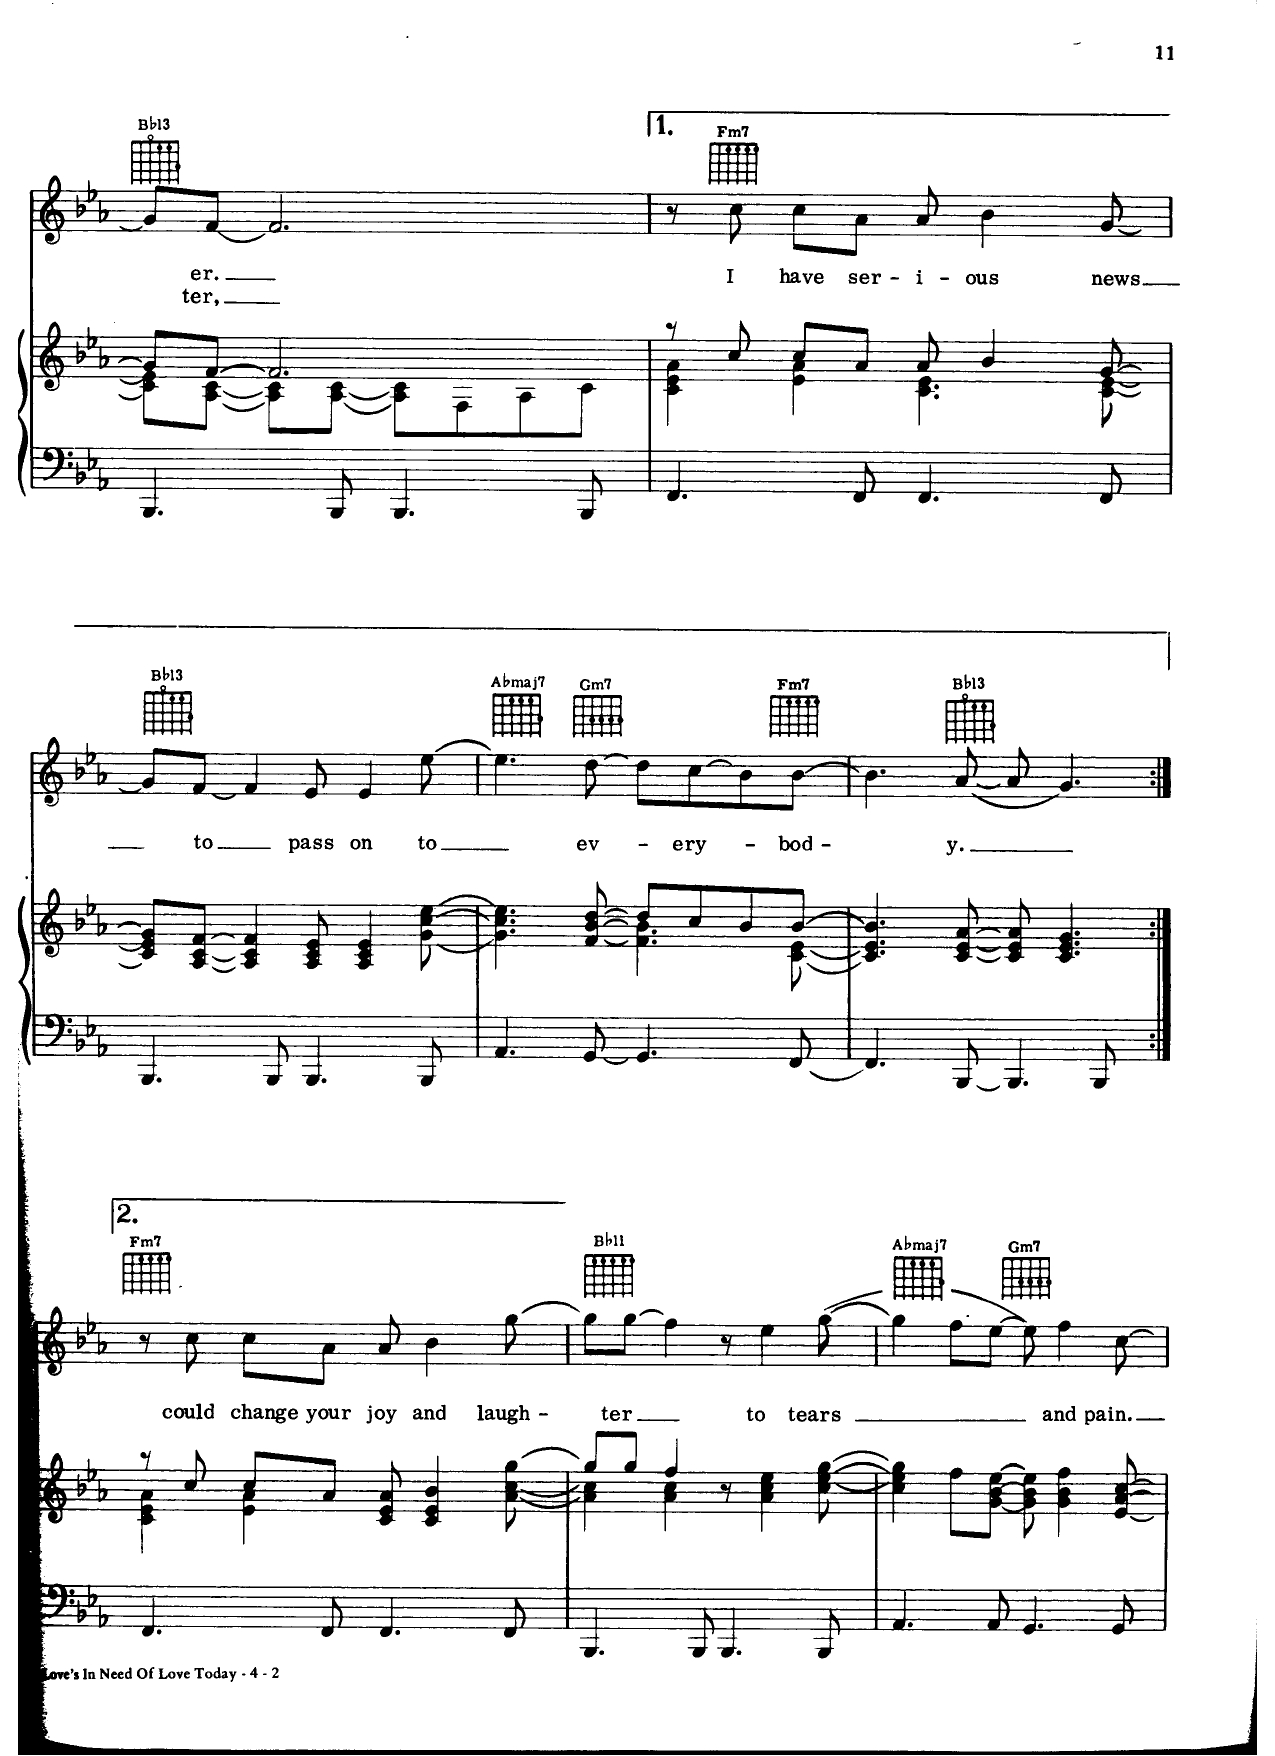 11
B♭13 1. Fm7
er. I have ser - i - ous news
ter,
B♭13 A♭maj7 Gm7 Fm7 B♭13
to pass on to ev - ery - bod - y.
2.
Fm7 B♭11 A♭maj7 Gm7
could change your joy and laugh - ter to tears and pain.
Love's In Need Of Love Today - 4 - 2